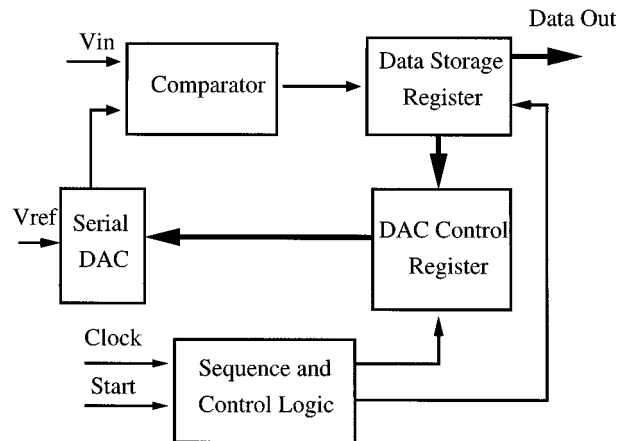 Data Out
Vin
Comparator
Data Storage
Register
Vref
Serial
DAC
DAC Control
Register
Clock
Start
Sequence and
Control Logic